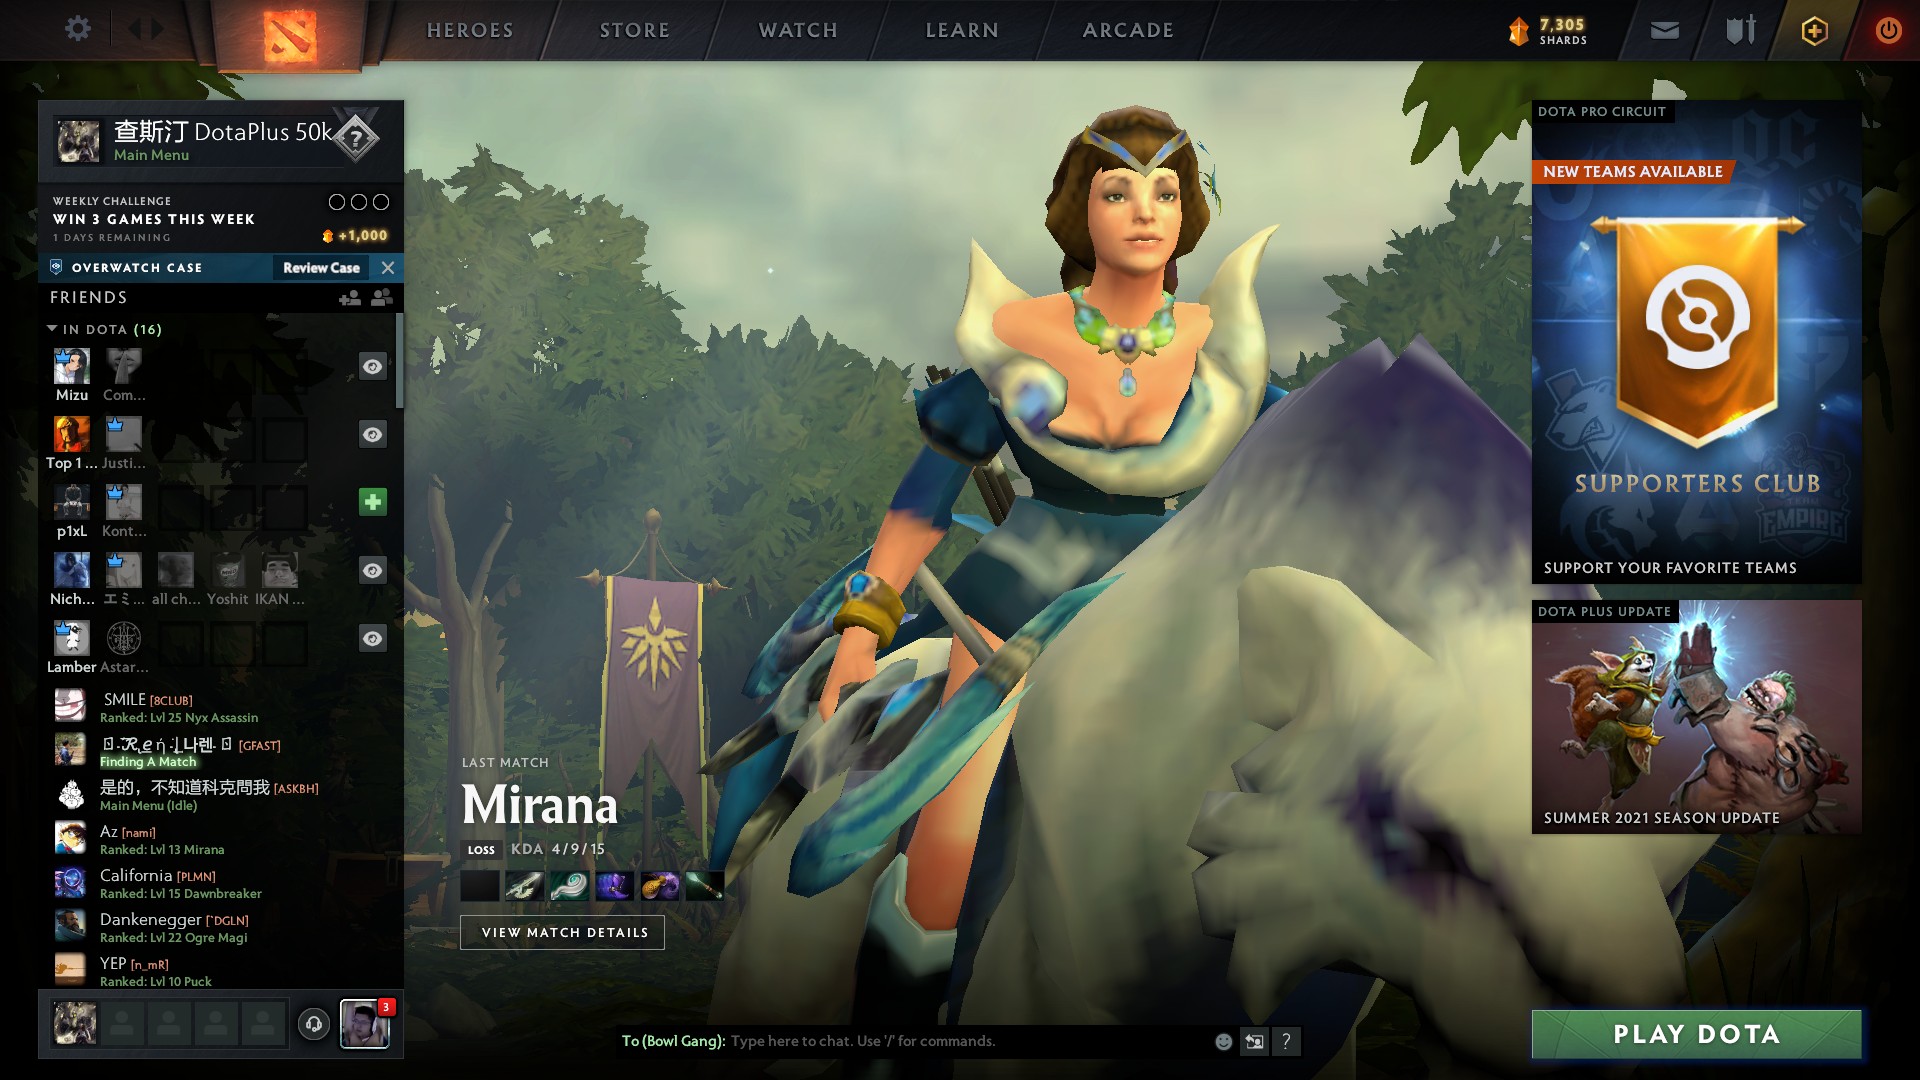 HEROES
STORE
WATCH
LEARN
ARCADE
7,305
SHARDS
查斯汀 DotaPlus 50k
?
Main Menu
WEEKLY CHALLENGE
WIN 3 GAMES THIS WEEK
1 DAYS REMAINING
+1,000
OVERWATCH CASE
Review Case
FRIENDS
IN DOTA (16)
Mizu Com...
Top 1 ... Justi...
p1xL Kont...
Nich... エミ... all ch... Yoshit IKAN ...
Lamber Astar...
SMILE [8CLUB]
Ranked: Lvl 25 Nyx Assassin
[GFAST]
Finding A Match
是的，不知道科克問我 [ASKBH]
Main Menu (Idle)
Az [nami]
Ranked: Lvl 13 Mirana
California [PLMN]
Ranked: Lvl 15 Dawnbreaker
Dankenegger [`DGLN]
Ranked: Lvl 22 Ogre Magi
YEP [n_mR]
Ranked: Lvl 10 Puck
3
LAST MATCH
Mirana
LOSS KDA 4/9/15
VIEW MATCH DETAILS
To (Bowl Gang): Type here to chat. Use '/' for commands.
?
DOTA PRO CIRCUIT
NEW TEAMS AVAILABLE
SUPPORTERS CLUB
EMPIRE
SUPPORT YOUR FAVORITE TEAMS
DOTA PLUS UPDATE
SUMMER 2021 SEASON UPDATE
PLAY DOTA